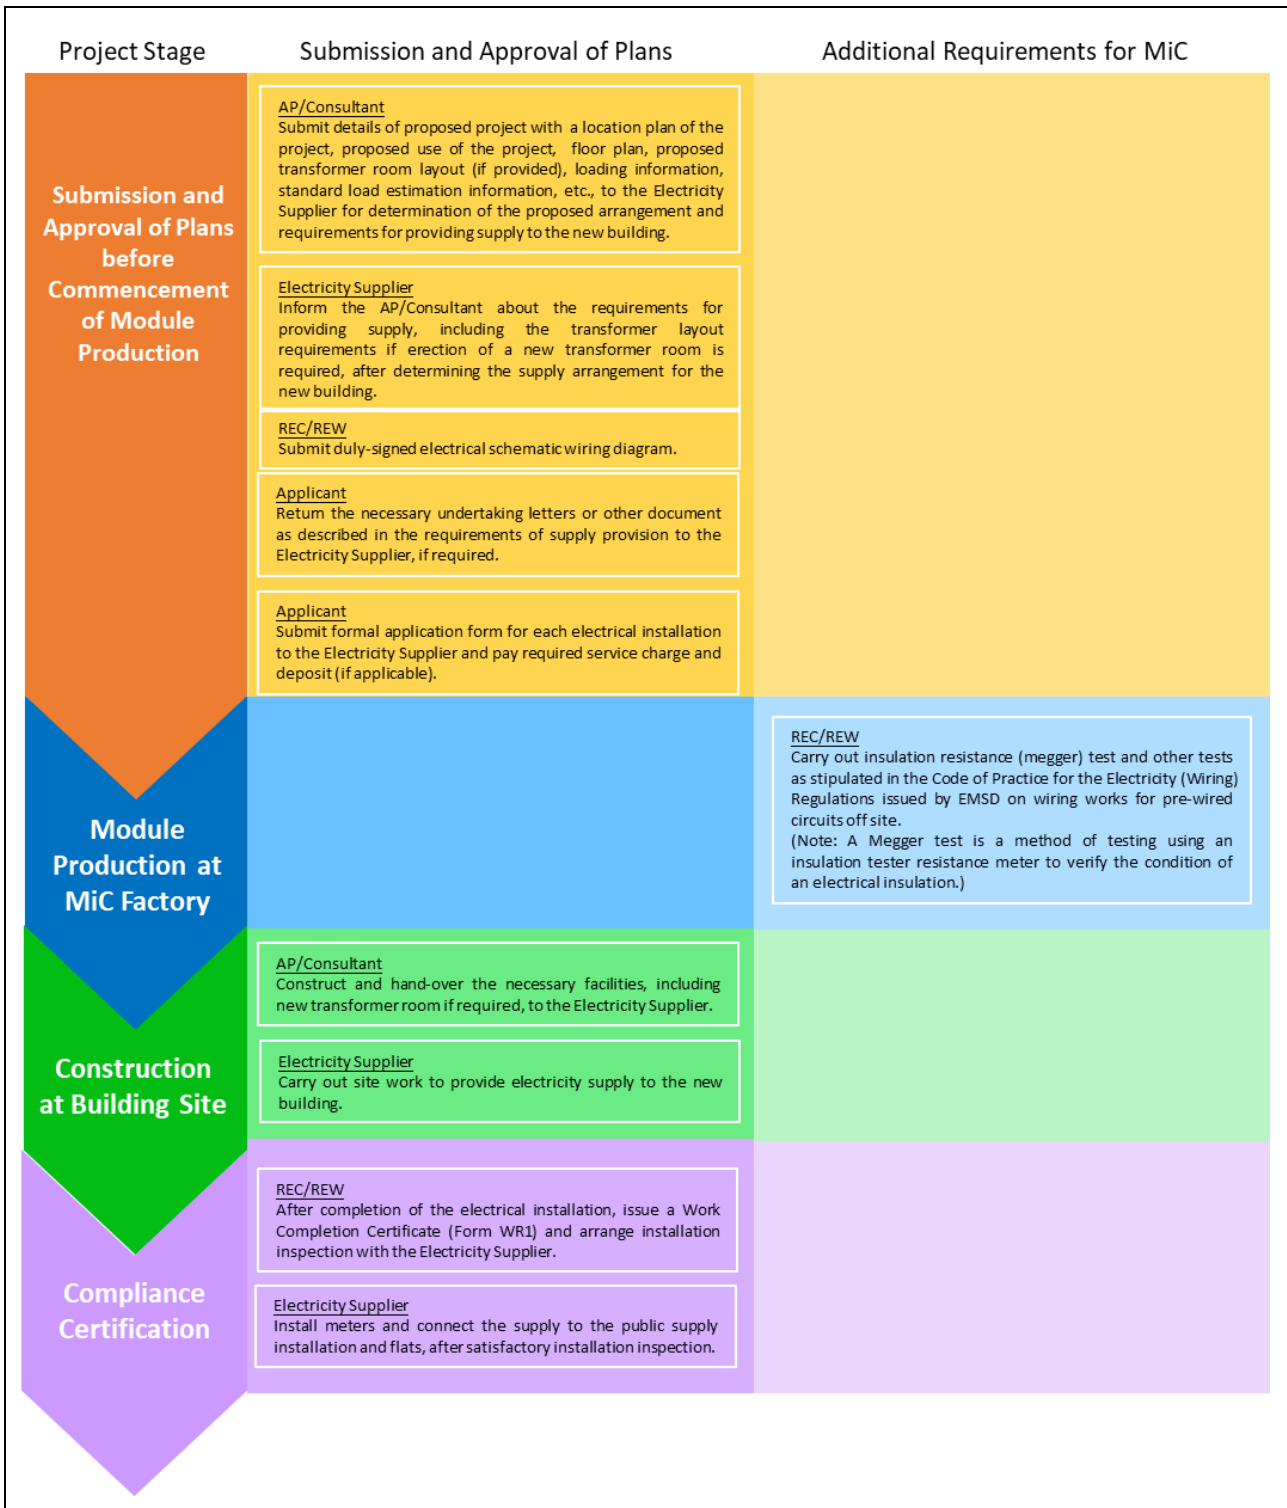 Project Stage
Submission and Approval of Plans
Additional Requirements for MiC
Submission and
Approval of Plans
before
Commencement
of Module
Production
AP/Consultant
Submit details of proposed project with a location plan of the
project, proposed use of the project, floor plan, proposed
transformer room layout (if provided), loading information,
standard load estimation information, etc., to the Electricity
Supplier for determination of the proposed arrangement and
requirements for providing supply to the new building.
Electricity Supplier
Inform the AP/Consultant about the requirements for
providing supply, including the transformer layout
requirements if erection of a new transformer room is
required, after determining the supply arrangement for the
new building.
REC/REW
Submit duly-signed electrical schematic wiring diagram.
Applicant
Return the necessary undertaking letters or other document
as described in the requirements of supply provision to the
Electricity Supplier, if required.
Applicant
Submit formal application form for each electrical installation
to the Electricity Supplier and pay required service charge and
deposit (if applicable).
Module
Production at
MiC Factory
REC/REW
Carry out insulation resistance (megger) test and other tests
as stipulated in the Code of Practice for the Electricity (Wiring)
Regulations issued by EMSD on wiring works for pre-wired
circuits off site.
(Note: A Megger test is a method of testing using an
insulation tester resistance meter to verify the condition of
an electrical insulation.)
Construction
at Building Site
AP/Consultant
Construct and hand-over the necessary facilities, including
new transformer room if required, to the Electricity Supplier.
Electricity Supplier
Carry out site work to provide electricity supply to the new
building.
Compliance
Certification
REC/REW
After completion of the electrical installation, issue a Work
Completion Certificate (Form WR1) and arrange installation
inspection with the Electricity Supplier.
Electricity Supplier
Install meters and connect the supply to the public supply
installation and flats, after satisfactory installation inspection.